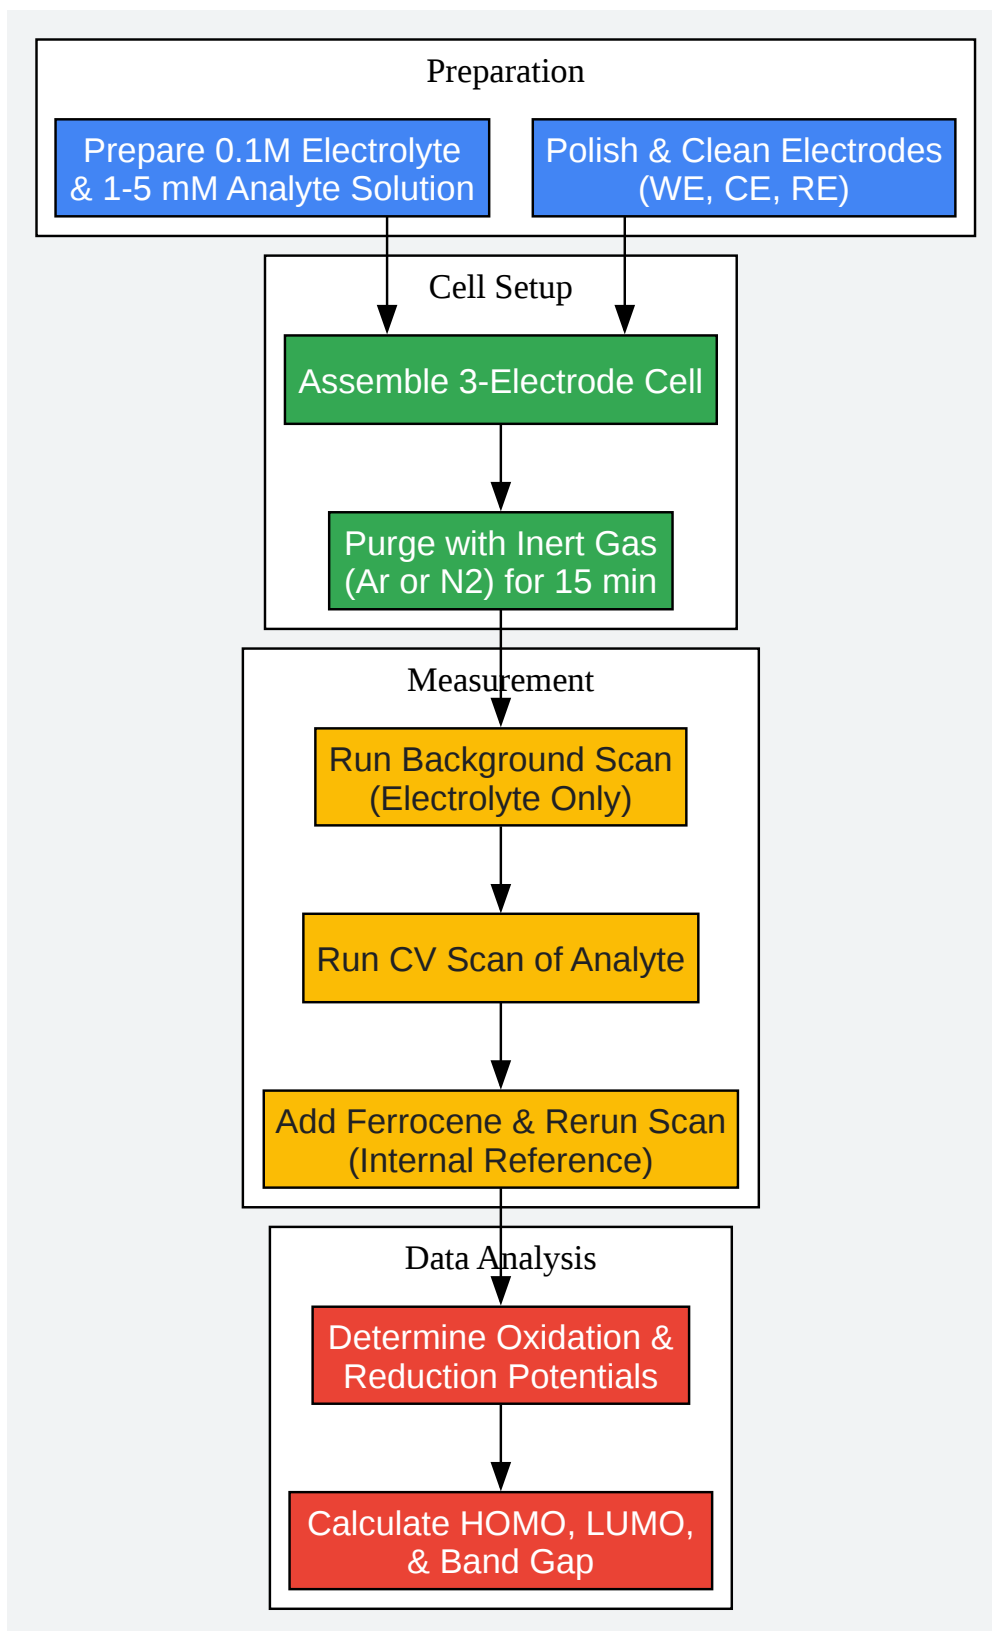 Preparation
Prepare 0.1M Electrolyte
& 1-5 mM Analyte Solution
Polish & Clean Electrodes
(WE, CE, RE)
Cell Setup
Assemble 3-Electrode Cell
Purge with Inert Gas
(Ar or N2) for 15 min
Measurement
Run Background Scan
(Electrolyte Only)
Run CV Scan of Analyte
Add Ferrocene & Rerun Scan
(Internal Reference)
Data Analysis
Determine Oxidation &
Reduction Potentials
Calculate HOMO, LUMO,
& Band Gap